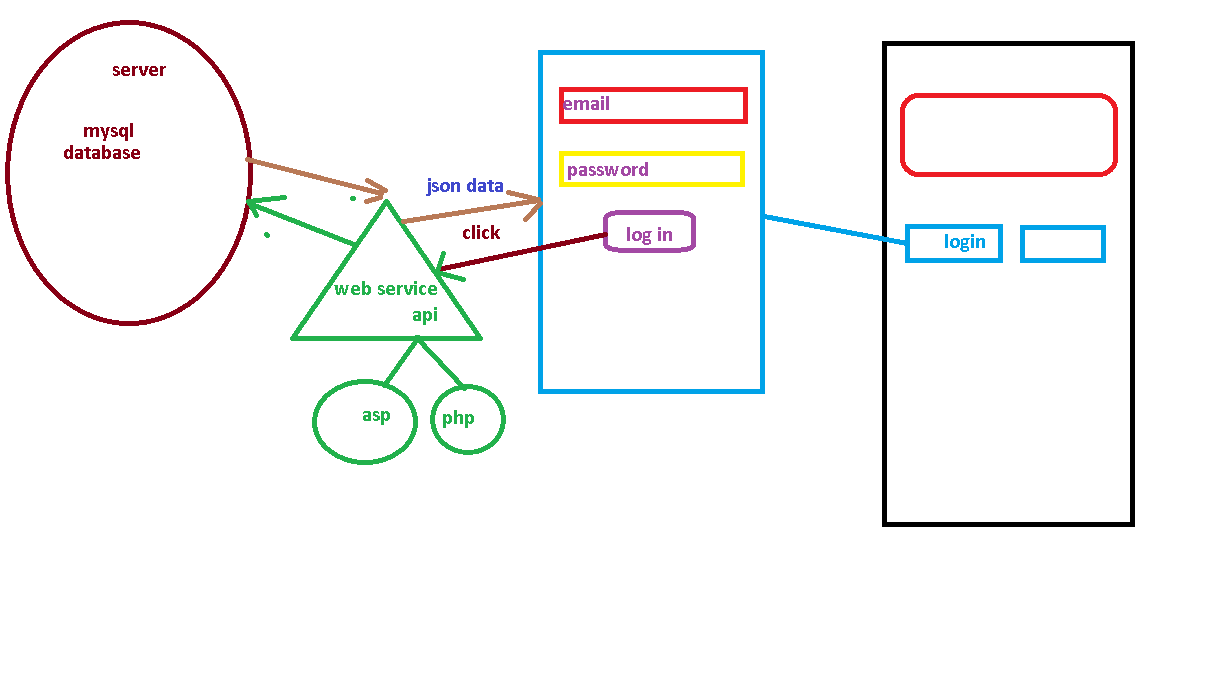 server
mysql
database
json data
click
web service
api
asp
php
email
password
log in
login